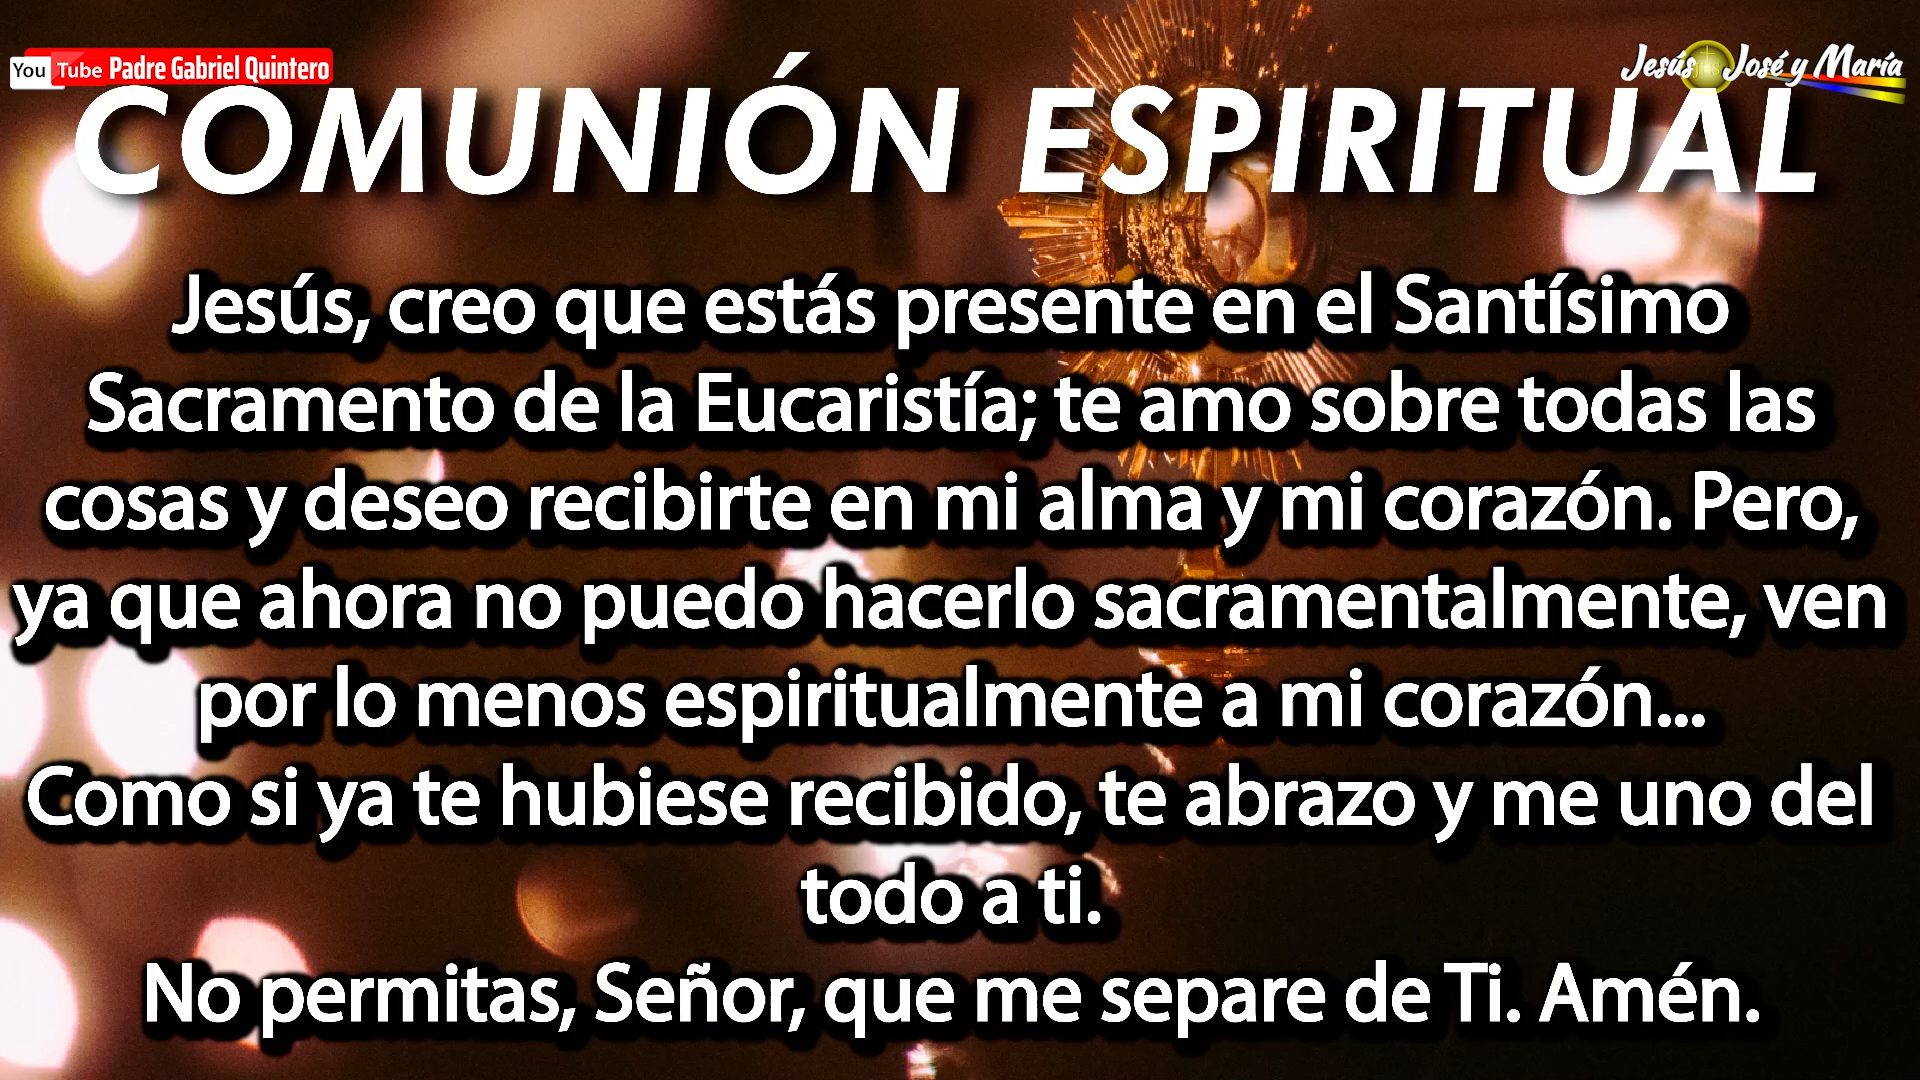 You Tube Padre Gabriel Quintero
Jesús José y María
COMUNIÓN ESPIRITUAL
Jesús, creo que estás presente en el Santísimo
Sacramento de la Eucaristía; te amo sobre todas las
cosas y deseo recibirte en mi alma y mi corazón. Pero,
ya que ahora no puedo hacerlo sacramentalmente, ven
por lo menos espiritualmente a mi corazón...
Como si ya te hubiese recibido, te abrazo y me uno del
todo a ti.
No permitas, Señor, que me separe de Ti. Amén.